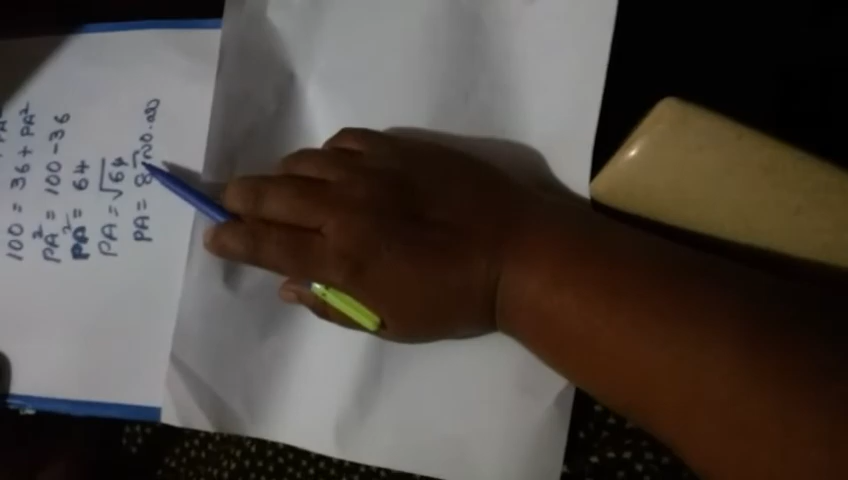 100 = 36 + PA²
PA² = 100 - 36
PA² = 64
PA = √64
PA = 8